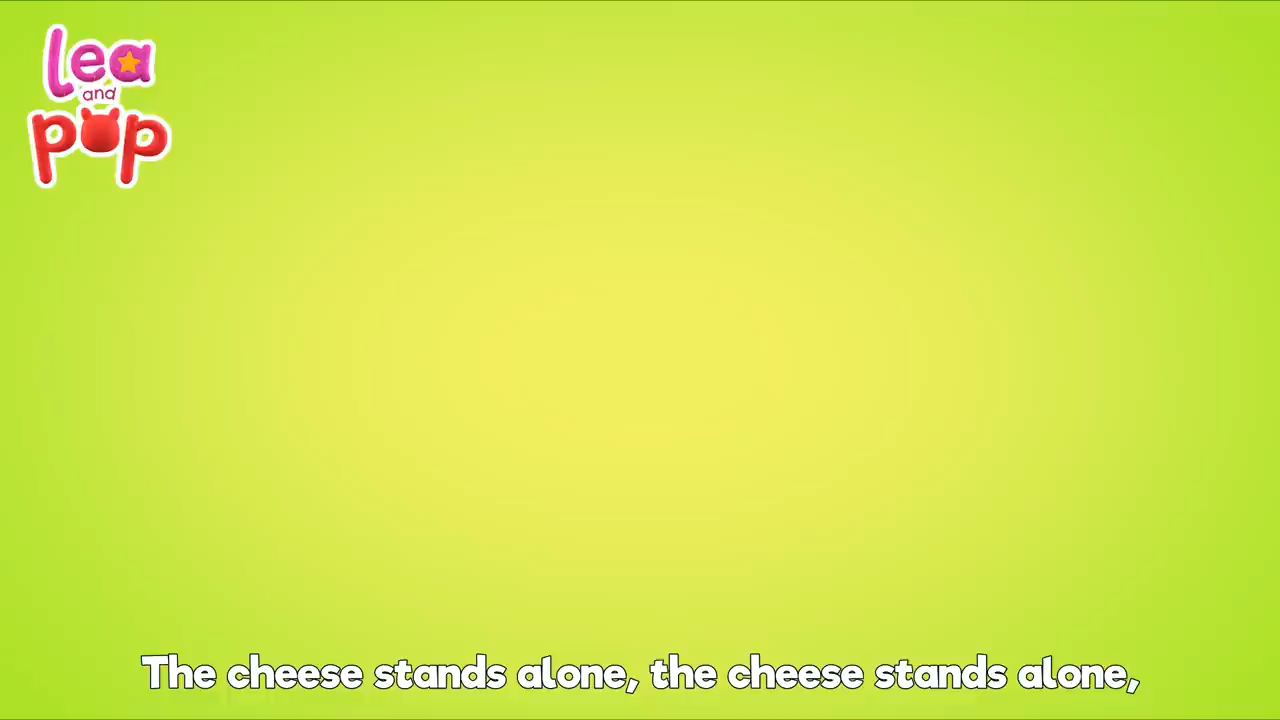 lea
and
pop
The cheese stands alone, the cheese stands alone,